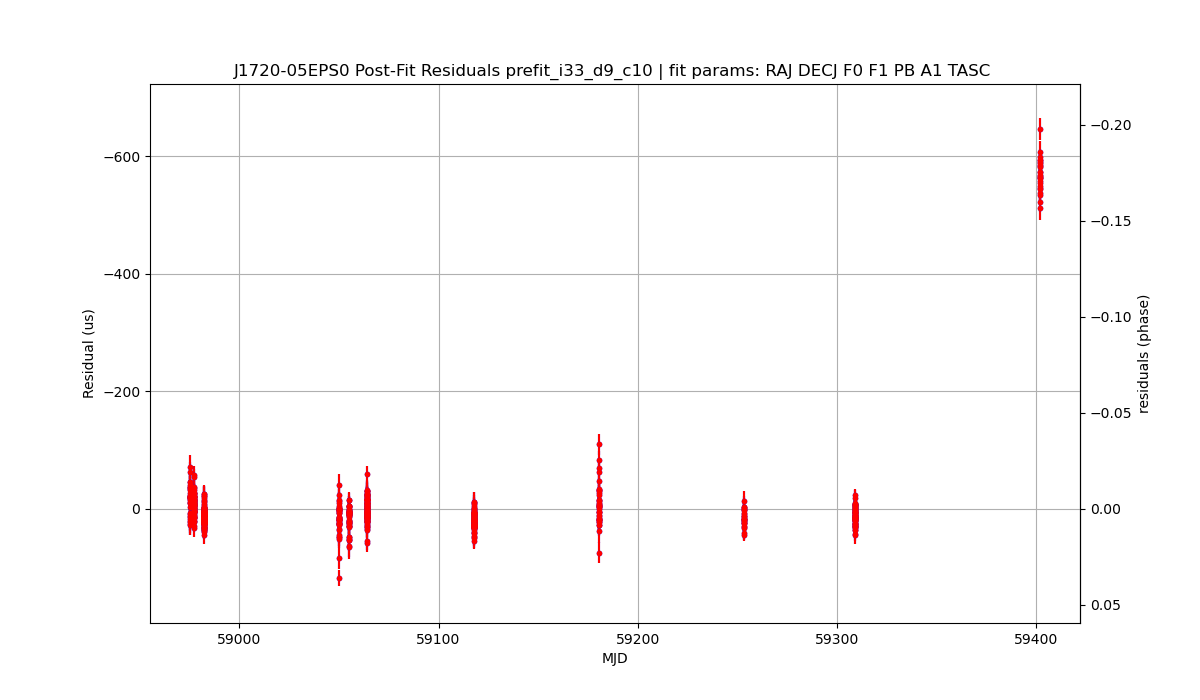 J1720-05EPS0 Post-Fit Residuals prefit_i33_d9_c10 | fit params: RAJ DECJ F0 F1 PB A1 TASC
−600
−400
−200
0
Residual (us)
−0.20
−0.15
−0.10
−0.05
0.00
0.05
residuals (phase)
59000 59100 59200 59300 59400
MJD